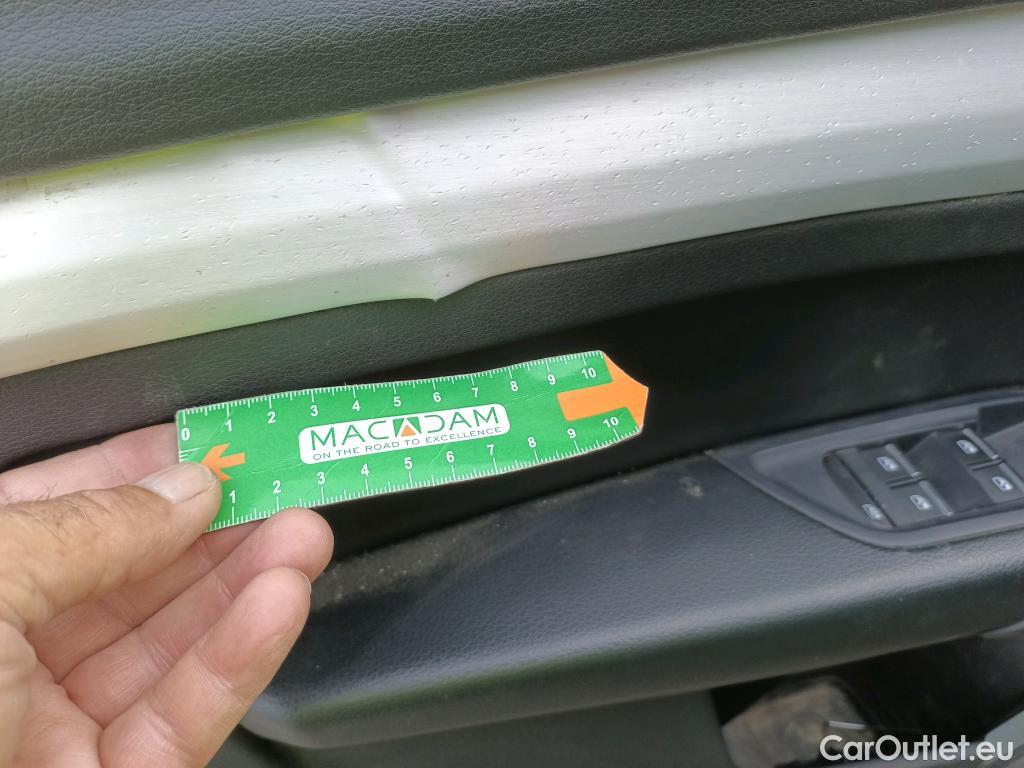 0 1 2 3 4 5 6 7 8 9 10
MACADAM
ON THE ROAD TO EXCELLENCE
1 2 3 4 5 6 7 8 9 10
CarOutlet.eu